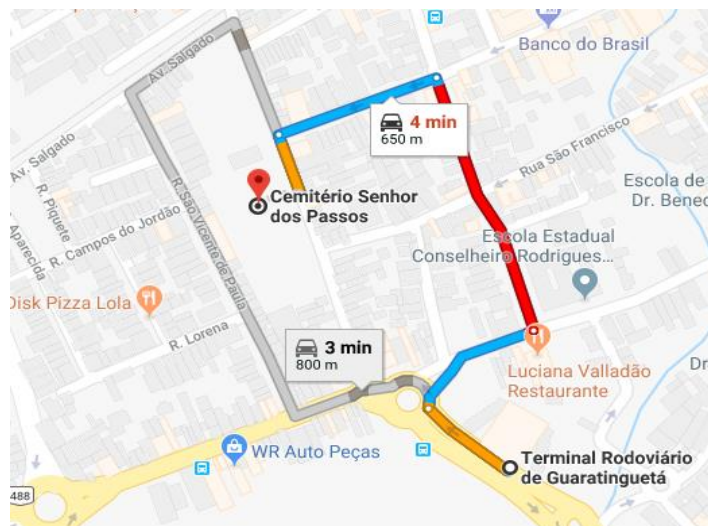 Banco do Brasil
Av. Salgado
4 min
650 m
Rua São Francisco
Av. Salgado
R. Piquete
Aparecida
R. Campos do Jordão
Cemitério Senhor
dos Passos
R. São Vicente de Paula
Escola de
Dr. Bened
Escola Estadual
Conselheiro Rodrigues...
Disk Pizza Lola
R. Lorena
3 min
800 m
Luciana Valladão
Restaurante
Dr
WR Auto Peças
Terminal Rodoviário
de Guaratinguetá
488